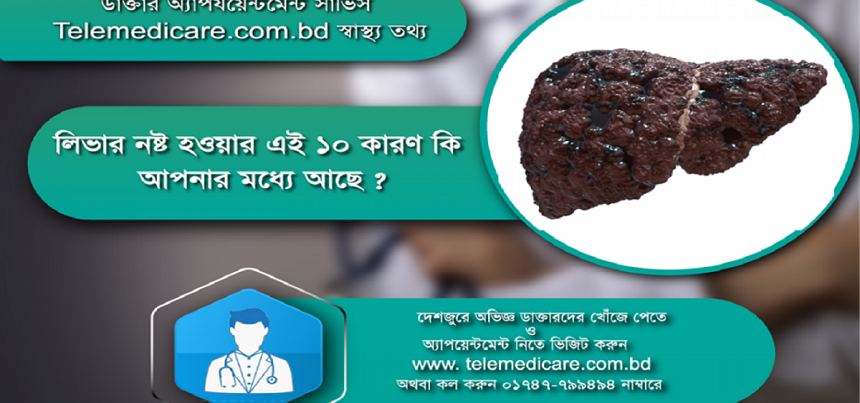 ডাক্তার অ্যাপয়েন্টমেন্ট সার্ভিস
Telemedicare.com.bd স্বাস্থ্য তথ্য
লিভার নষ্ট হওয়ার এই ১০ কারণ কি
আপনার মধ্যে আছে ?
দেশজুরে অভিজ্ঞ ডাক্তারদের খোঁজে পেতে
ও
অ্যাপয়েন্টমেন্ট নিতে ভিজিট করুন
www. telemedicare.com.bd
অথবা কল করুন ০১৭৪৭-৭৯৯৪৯৪ নাম্বারে